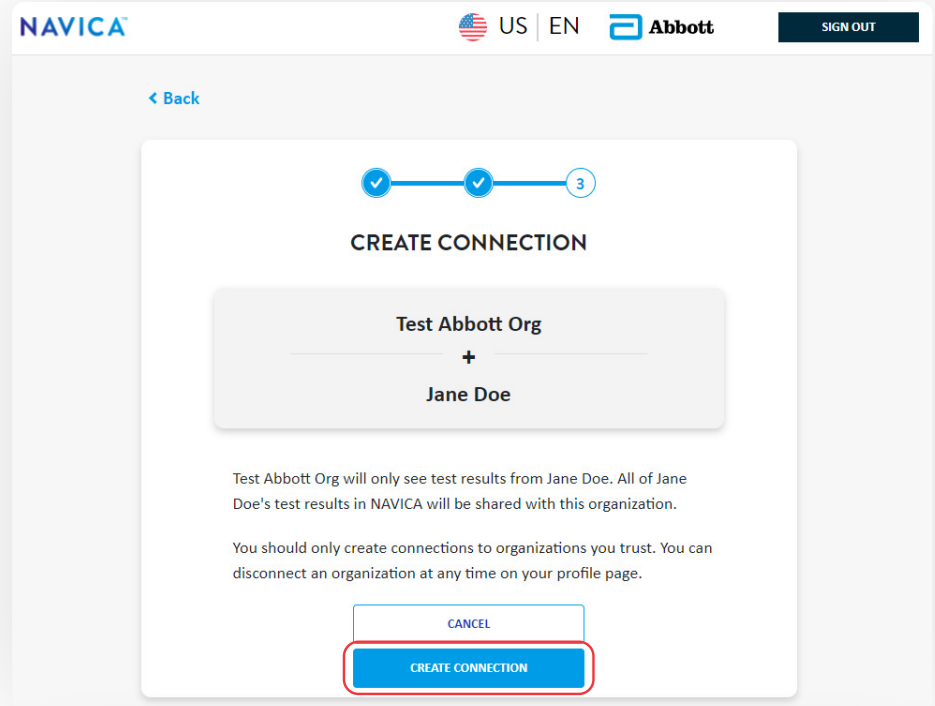 NAVICA™
US | EN
Abbott
SIGN OUT
Back
3
CREATE CONNECTION
Test Abbott Org
+
Jane Doe
Test Abbott Org will only see test results from Jane Doe. All of Jane
Doe's test results in NAVICA will be shared with this organization.
You should only create connections to organizations you trust. You can
disconnect an organization at any time on your profile page.
CANCEL
CREATE CONNECTION